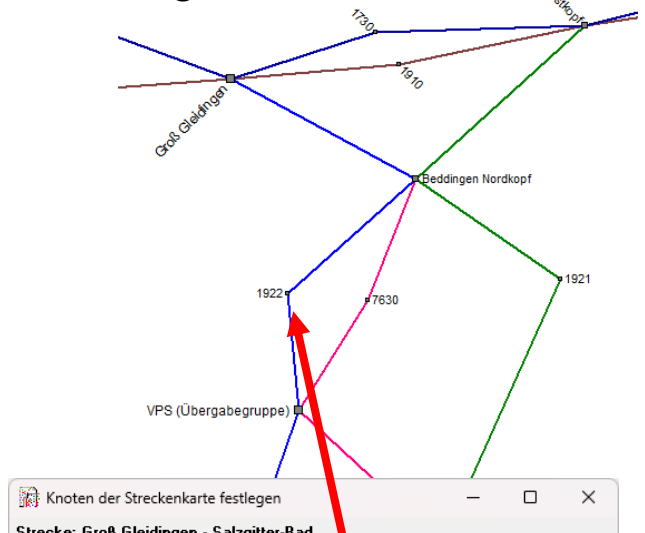 1730
1910
Groß Gleidingen
Beddingen Nordkopf
1922
7630
1921
VPS (Übergabegruppe)
Knoten der Streckenkarte festlegen
Strecke: Groß Gleidingen - Salzgitter-Bad